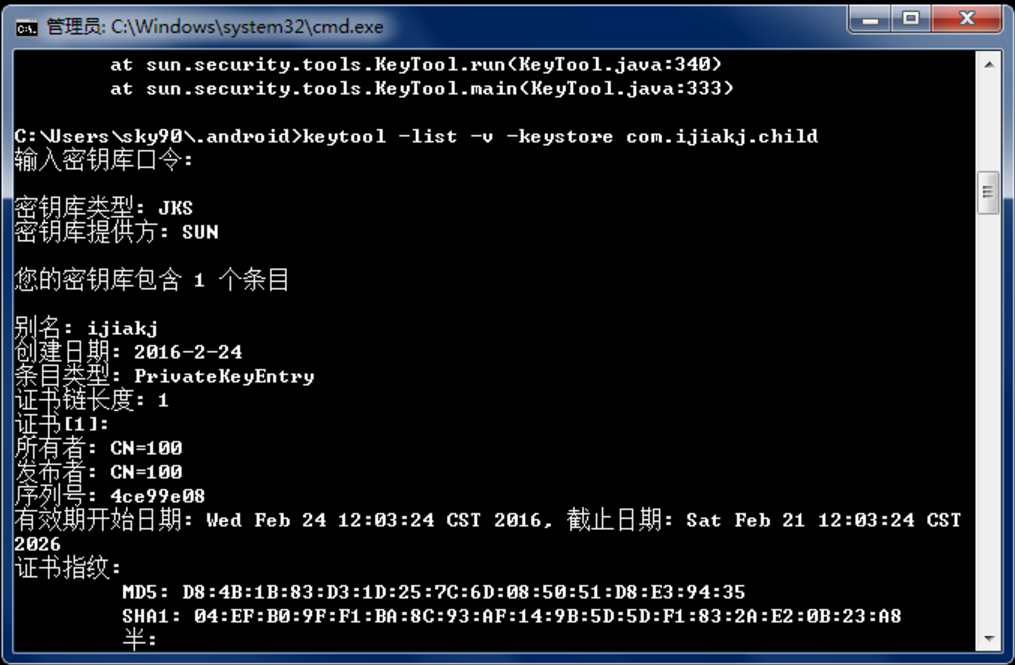 管理员: C:\Windows\system32\cmd.exe
at sun.security.tools.KeyTool.run(KeyTool.java:340)
at sun.security.tools.KeyTool.main(KeyTool.java:333)
C:\Users\sky90\.android>keytool -list -v -keystore com.ijiakj.child
输入密钥库口令:
密钥库类型: JKS
密钥库提供方: SUN
您的密钥库包含 1 个条目
别名: ijiakj
创建日期: 2016-2-24
条目类型: PrivateKeyEntry
证书链长度: 1
证书[1]:
所有者: CN=100
发布者: CN=100
序列号: 4ce99e08
有效期开始日期: Wed Feb 24 12:03:24 CST 2016, 截止日期: Sat Feb 21 12:03:24 CST
2026
证书指纹:
MD5: D8:4B:1B:83:D3:1D:25:7C:6D:08:50:51:D8:E3:94:35
SHA1: 04:EF:B0:9F:F1:BA:8C:93:AF:14:9B:5D:5D:F1:83:2A:E2:0B:23:A8
半: